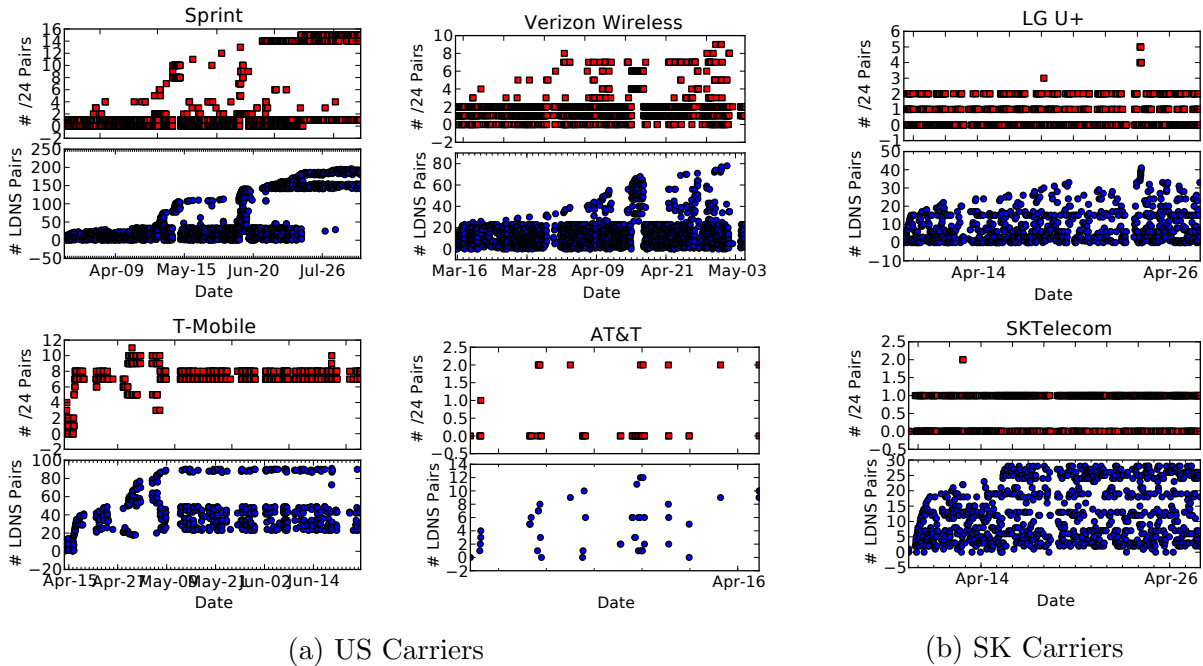 Sprint
# /24 Pairs
16
14
12
10
8
6
4
2
0
−2
# LDNS Pairs
250
200
150
100
50
0
−50
Apr-09 May-15 Jun-20 Jul-26
Date
Verizon Wireless
# /24 Pairs
10
8
6
4
2
0
−2
# LDNS Pairs
80
60
40
20
0
Mar-16 Mar-28 Apr-09 Apr-21 May-03
Date
LG U+
# /24 Pairs
6
5
4
3
2
1
0
−1
# LDNS Pairs
50
40
30
20
10
0
−10
Apr-14 Apr-26
Date
T-Mobile
# /24 Pairs
12
10
8
6
4
2
0
# LDNS Pairs
100
80
60
40
20
0
−20
Apr-15 Apr-27 May-09 May-21 Jun-02 Jun-14
Date
AT&T
# /24 Pairs
2.5
2.0
1.5
1.0
0.5
0.0
−0.5
# LDNS Pairs
14
12
10
8
6
4
2
0
−2
Apr-16
Date
SKTelecom
# /24 Pairs
2.5
2.0
1.5
1.0
0.5
0.0
−0.5
# LDNS Pairs
30
25
20
15
10
5
0
−5
Apr-14 Apr-26
Date
(a) US Carriers
(b) SK Carriers